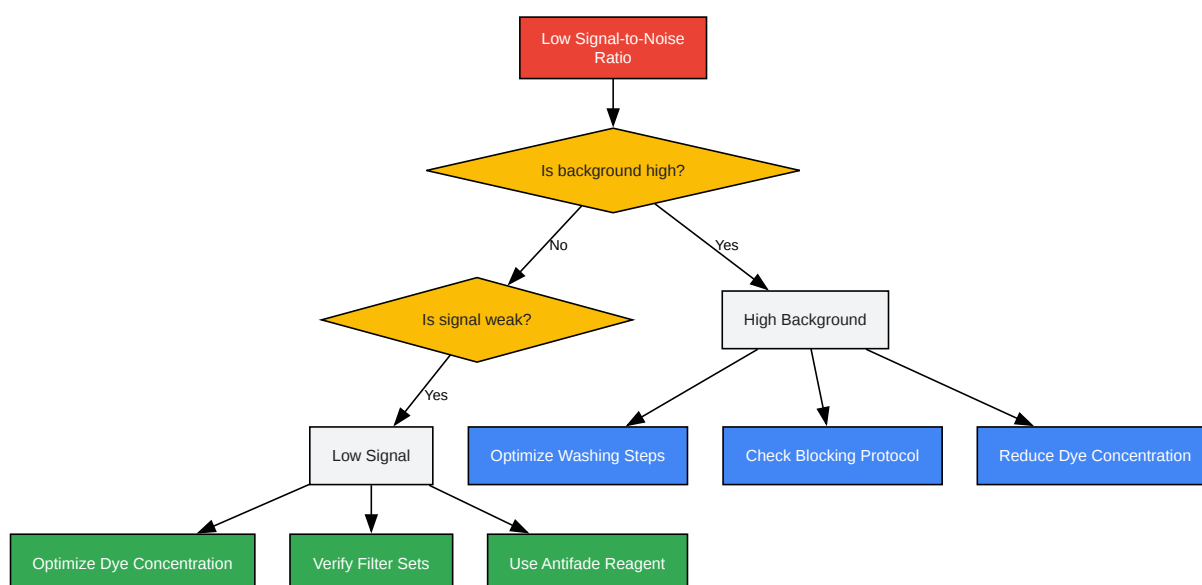 Low Signal-to-Noise
Ratio
Is background high?
No
Yes
Is signal weak?
High Background
Yes
Low Signal
Optimize Washing Steps
Check Blocking Protocol
Reduce Dye Concentration
Optimize Dye Concentration
Verify Filter Sets
Use Antifade Reagent